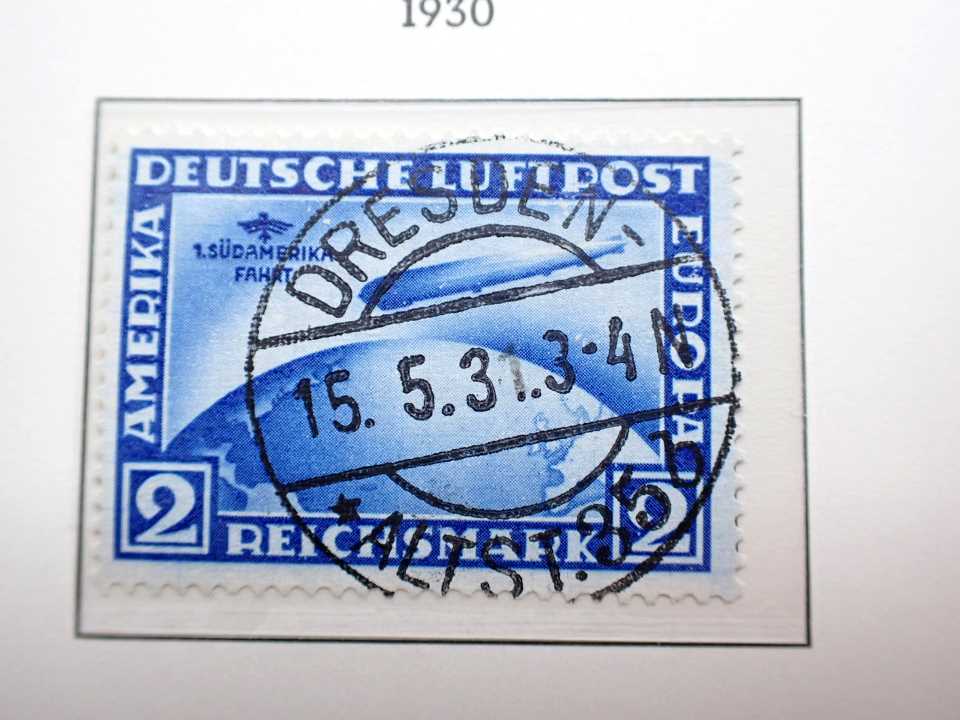 1930
DEUTSCHE LUFTPOST
AMERIKA
EUROPA
1.SÜDAMERIKA
FAHRT
DRESDEN-
15. 5.31.3-4 N
* ALTST. 25 b
2
REICHSMARK
2